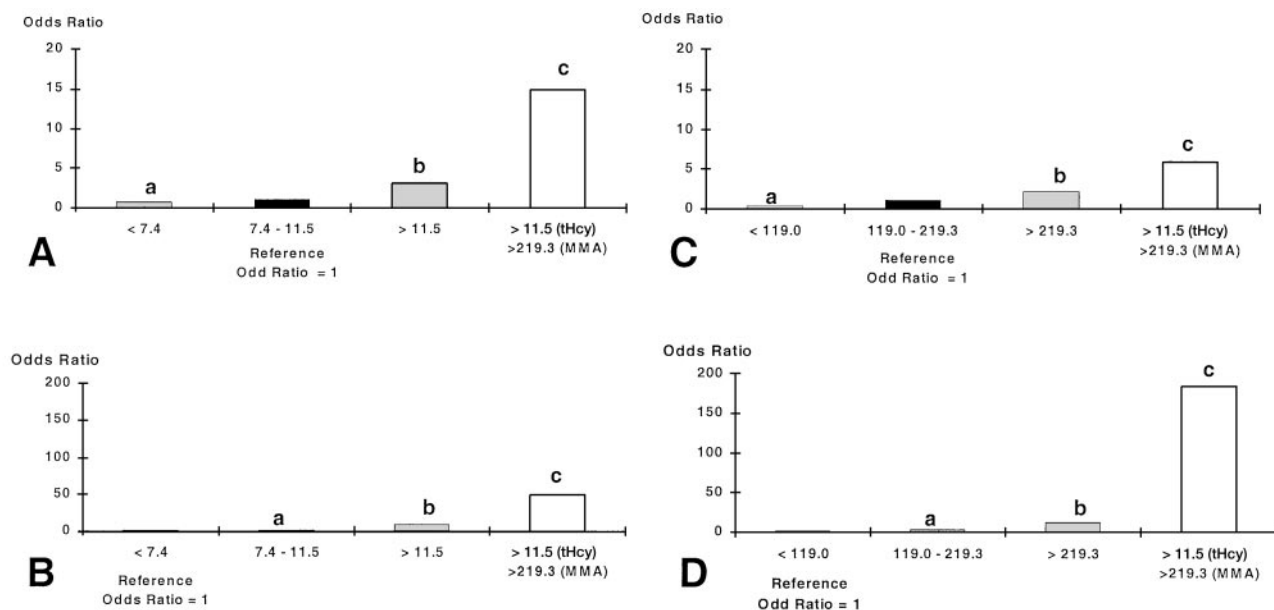 Odds Ratio
20
15
10
5
0
a
b
c
< 7.4
7.4 - 11.5
> 11.5
> 11.5 (tHcy)
>219.3 (MMA)
Reference
Odd Ratio = 1
A
Odds Ratio
20
15
10
5
0
a
b
c
< 119.0
119.0 - 219.3
> 219.3
> 11.5 (tHcy)
>219.3 (MMA)
Reference
Odd Ratio = 1
C
Odds Ratio
200
150
100
50
0
a
b
c
< 7.4
7.4 - 11.5
> 11.5
> 11.5 (tHcy)
>219.3 (MMA)
Reference
Odds Ratio = 1
B
Odds Ratio
200
150
100
50
0
a
b
c
< 119.0
119.0 - 219.3
> 219.3
> 11.5 (tHcy)
>219.3 (MMA)
Reference
Odd Ratio = 1
D